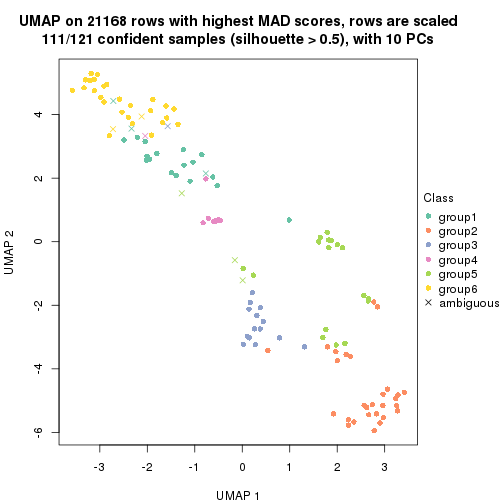 UMAP on 21168 rows with highest MAD scores, rows are scaled
111/121 confident samples (silhouette > 0.5), with 10 PCs
4
2
0
-2
-4
-6
UMAP 2
-3
-2
-1
0
1
2
3
UMAP 1
Class
group1
group2
group3
group4
group5
group6
ambiguous